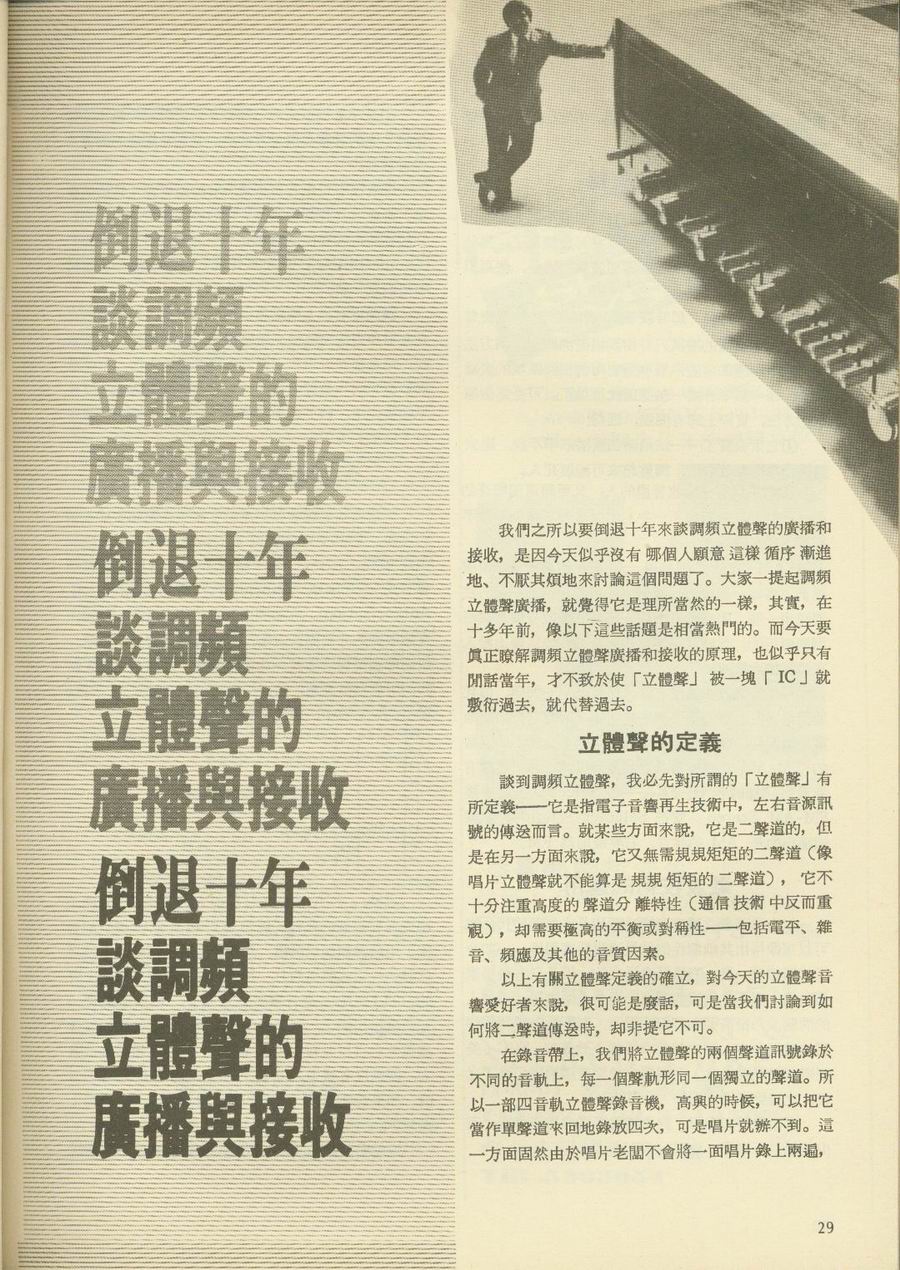 倒退十年
談調頻
立體聲的
廣播與接收
倒退十年
談調頻
立體聲的
廣播與接收
倒退十年
談調頻
立體聲的
廣播與接收
我們之所以要倒退十年來談調頻立體聲的廣播和
接收，是因今天似乎沒有 哪個人願意 這樣 循序 漸進
地、不厭其煩地來討論這個問題了。大家一提起調頻
立體聲廣播，就覺得它是理所當然的一樣，其實，在
十多年前，像以下這些話題是相當熱門的。而今天要
眞正瞭解調頻立體聲廣播和接收的原理，也似乎只有
閒話當年，才不致於使「立體聲」 被一塊「 IC 」就
敷衍過去，就代替過去。
立體聲的定義
談到調頻立體聲，我必先對所謂的「立體聲」有
所定義——它是指電子音響再生技術中，左右音源訊
號的傳送而言。就某些方面來說，它是二聲道的，但
是在另一方面來說，它又無需規規矩矩的二聲道（像
唱片立體聲就不能算是 規規 矩矩的 二聲道）， 它不
十分注重高度的 聲道分 離特性（通信 技術 中反而重
視），却需要極高的平衡或對稱性——包括電平、雜
音、頻應及其他的音質因素。
以上有關立體聲定義的確立，對今天的立體聲音
響愛好者來說，很可能是廢話，可是當我們討論到如
何將二聲道傳送時，却非提它不可。
在錄音帶上，我們將立體聲的兩個聲道訊號錄於
不同的音軌上，每一個聲軌形同一個獨立的聲道。所
以一部四音軌立體聲錄音機，高興的時候，可以把它
當作單聲道來回地錄放四次，可是唱片就辦不到。這
一方面固然由於唱片老闆不會將一面唱片錄上兩遍，
29